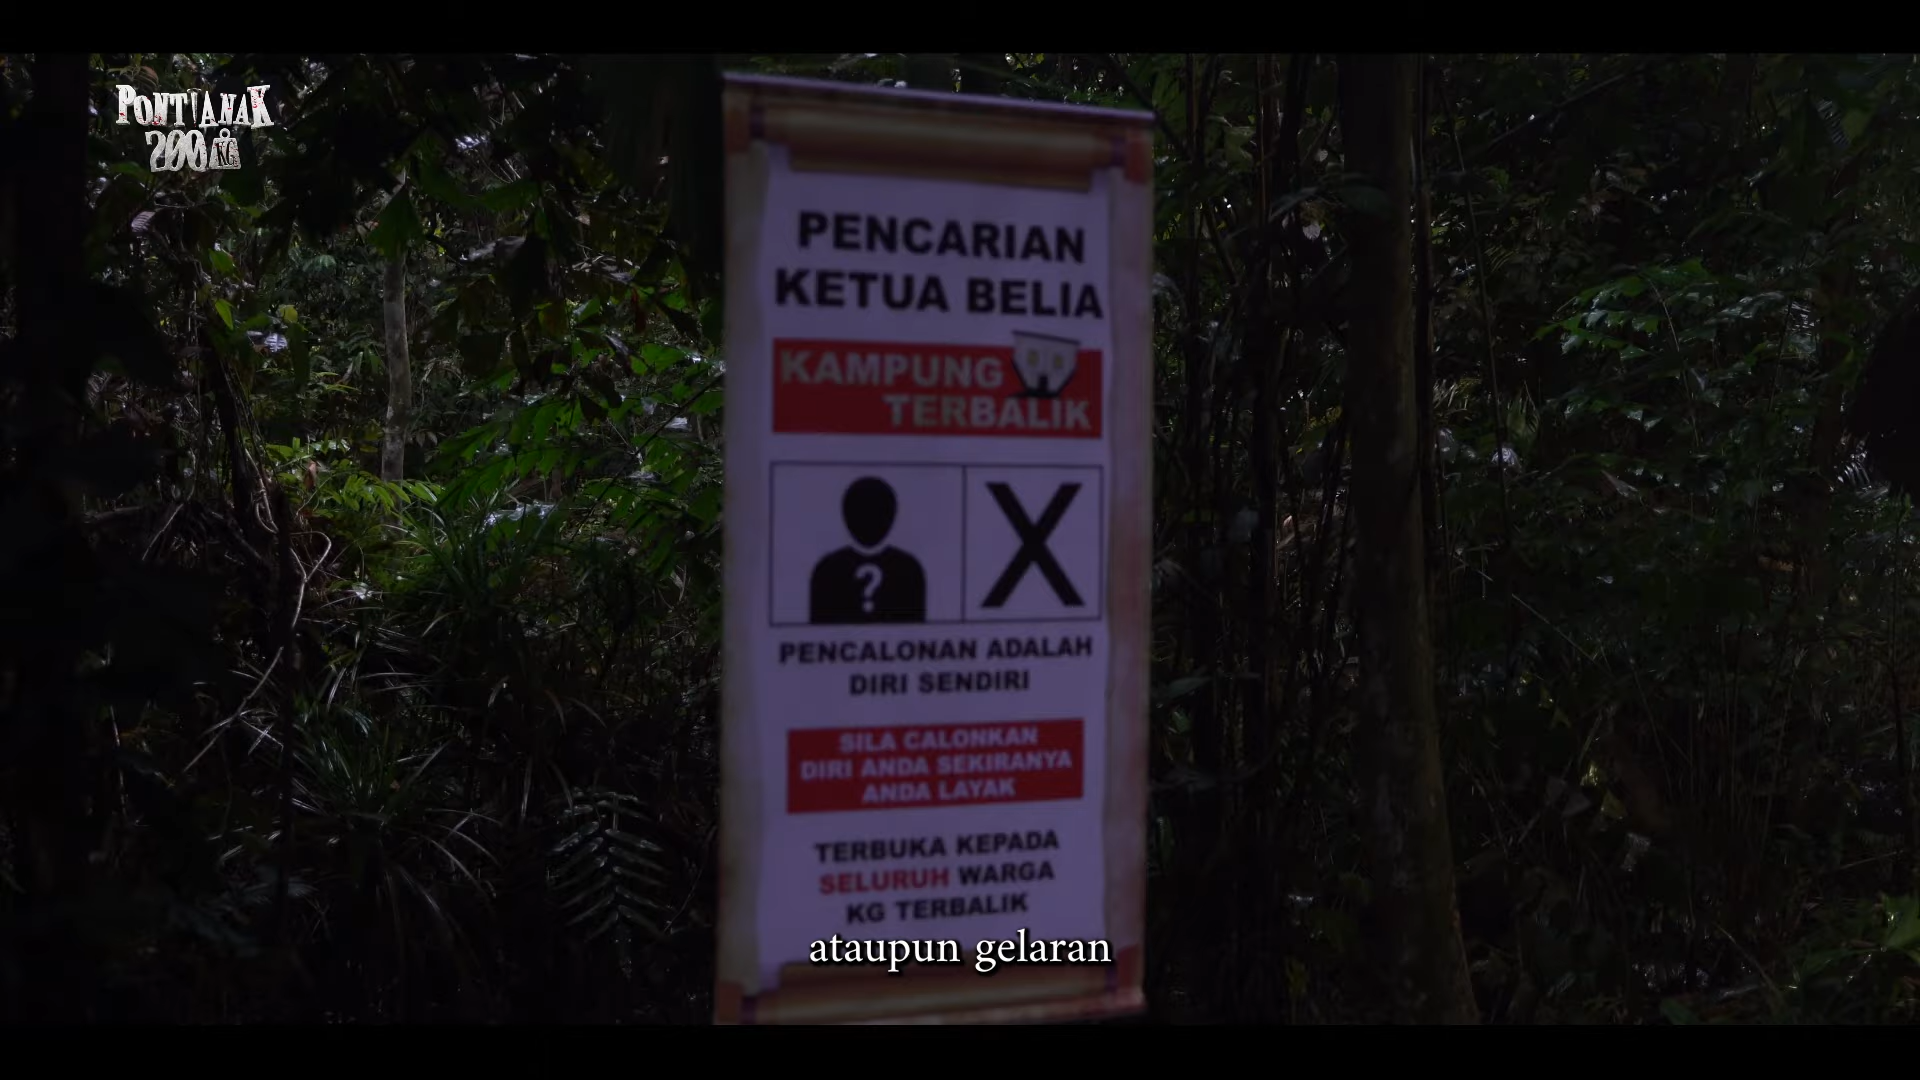 PONTIANAK
200KG
PENCARIAN
KETUA BELIA
KAMPUNG
TERBALIK
?
X
PENCALONAN ADALAH
DIRI SENDIRI
SILA CALONKAN
DIRI ANDA SEKIRANYA
ANDA LAYAK
TERBUKA KEPADA
SELURUH WARGA
KG TERBALIK
ataupun gelaran